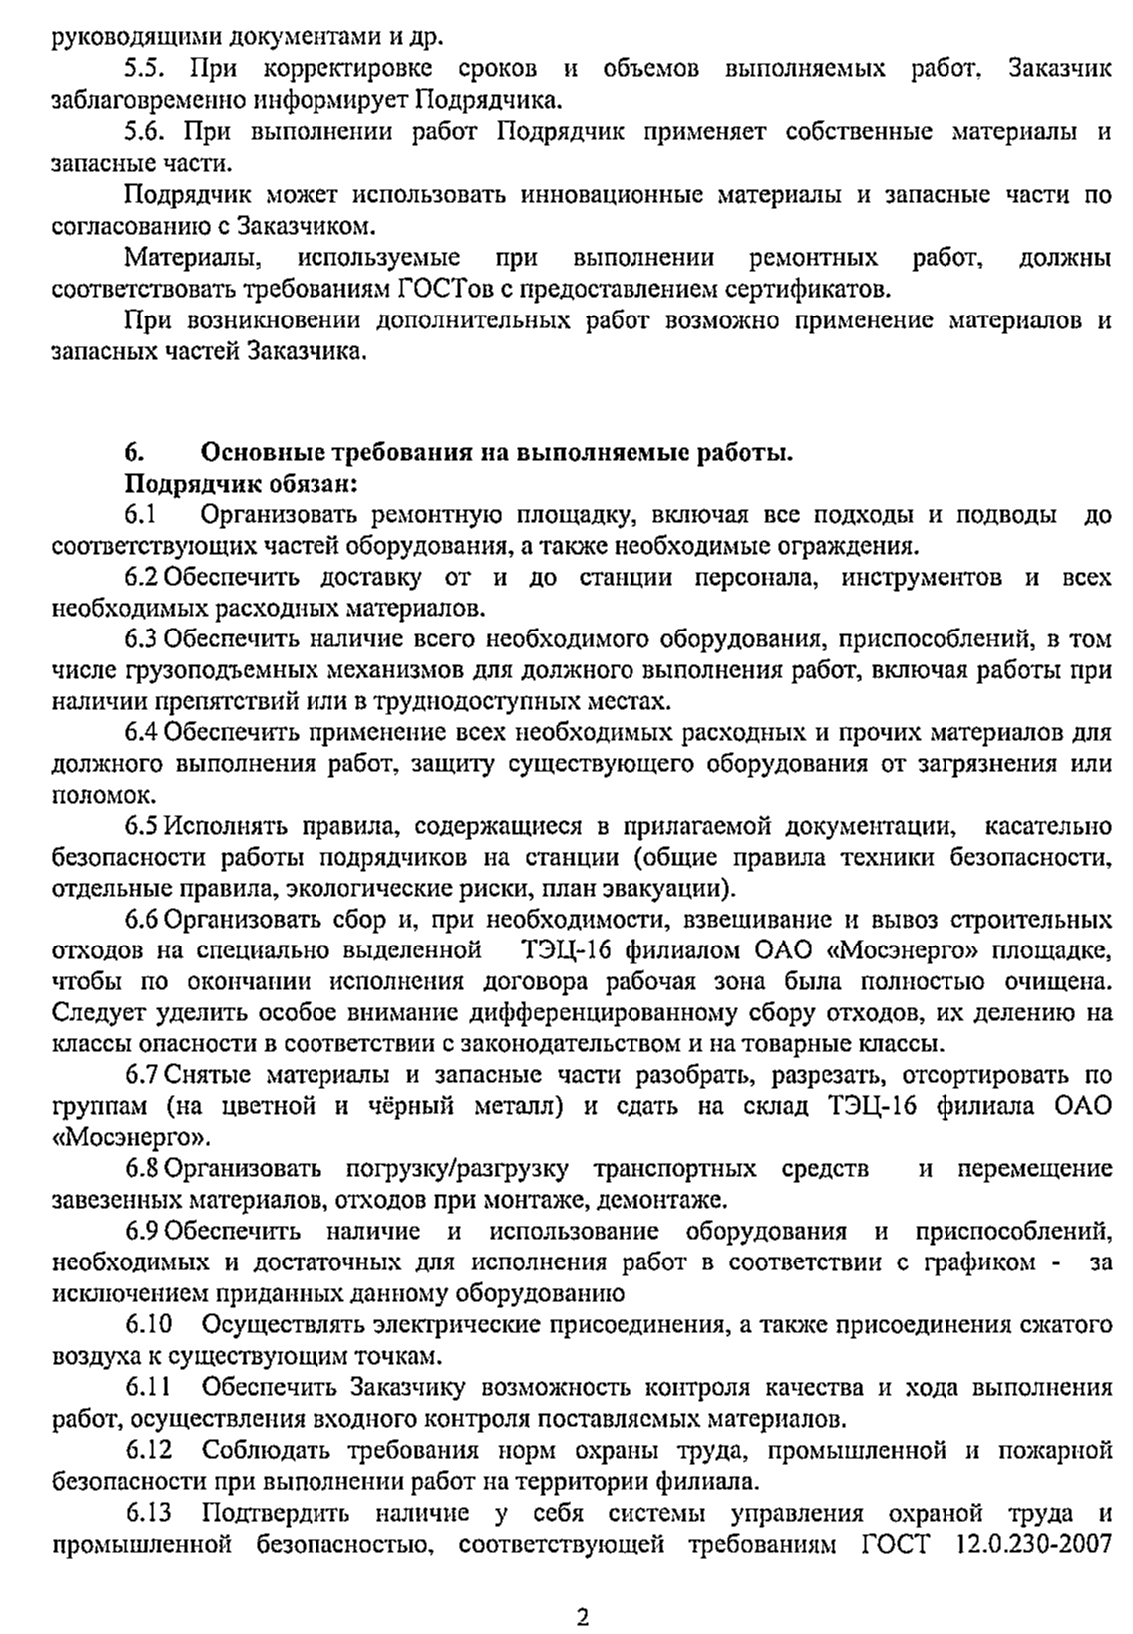 руководящими документами и др.
5.5. При корректировке сроков и объемов выполняемых работ, Заказчик
заблаговременно информирует Подрядчика.
5.6. При выполнении работ Подрядчик применяет собственные материалы и
запасные части.
Подрядчик может использовать инновационные материалы и запасные части по
согласованию с Заказчиком.
Материалы, используемые при выполнении ремонтных работ, должны
соответствовать требованиям ГОСТов с предоставлением сертификатов.
При возникновении дополнительных работ возможно применение материалов и
запасных частей Заказчика.
6. Основные требования на выполняемые работы.
Подрядчик обязан:
6.1 Организовать ремонтную площадку, включая все подходы и подводы до
соответствующих частей оборудования, а также необходимые ограждения.
6.2 Обеспечить доставку от и до станции персонала, инструментов и всех
необходимых расходных материалов.
6.3 Обеспечить наличие всего необходимого оборудования, приспособлений, в том
числе грузоподъемных механизмов для должного выполнения работ, включая работы при
наличии препятствий или в труднодоступных местах.
6.4 Обеспечить применение всех необходимых расходных и прочих материалов для
должного выполнения работ, защиту существующего оборудования от загрязнения или
поломок.
6.5 Исполнять правила, содержащиеся в прилагаемой документации, касательно
безопасности работы подрядчиков на станции (общие правила техники безопасности,
отдельные правила, экологические риски, план эвакуации).
6.6 Организовать сбор и, при необходимости, взвешивание и вывоз строительных
отходов на специально выделенной ТЭЦ-16 филиалом ОАО «Мосэнерго» площадке,
чтобы по окончании исполнения договора рабочая зона была полностью очищена.
Следует уделить особое внимание дифференцированному сбору отходов, их делению на
классы опасности в соответствии с законодательством и на товарные классы.
6.7 Снятые материалы и запасные части разобрать, разрезать, отсортировать по
группам (на цветной и чёрный металл) и сдать на склад ТЭЦ-16 филиала ОАО
«Мосэнерго».
6.8 Организовать погрузку/разгрузку транспортных средств и перемещение
завезенных материалов, отходов при монтаже, демонтаже.
6.9 Обеспечить наличие и использование оборудования и приспособлений,
необходимых и достаточных для исполнения работ в соответствии с графиком - за
исключением приданных данному оборудованию
6.10 Осуществлять электрические присоединения, а также присоединения сжатого
воздуха к существующим точкам.
6.11 Обеспечить Заказчику возможность контроля качества и хода выполнения
работ, осуществления входного контроля поставляемых материалов.
6.12 Соблюдать требования норм охраны труда, промышленной и пожарной
безопасности при выполнении работ на территории филиала.
6.13 Подтвердить наличие у себя системы управления охраной труда и
промышленной безопасностью, соответствующей требованиям ГОСТ 12.0.230-2007
2